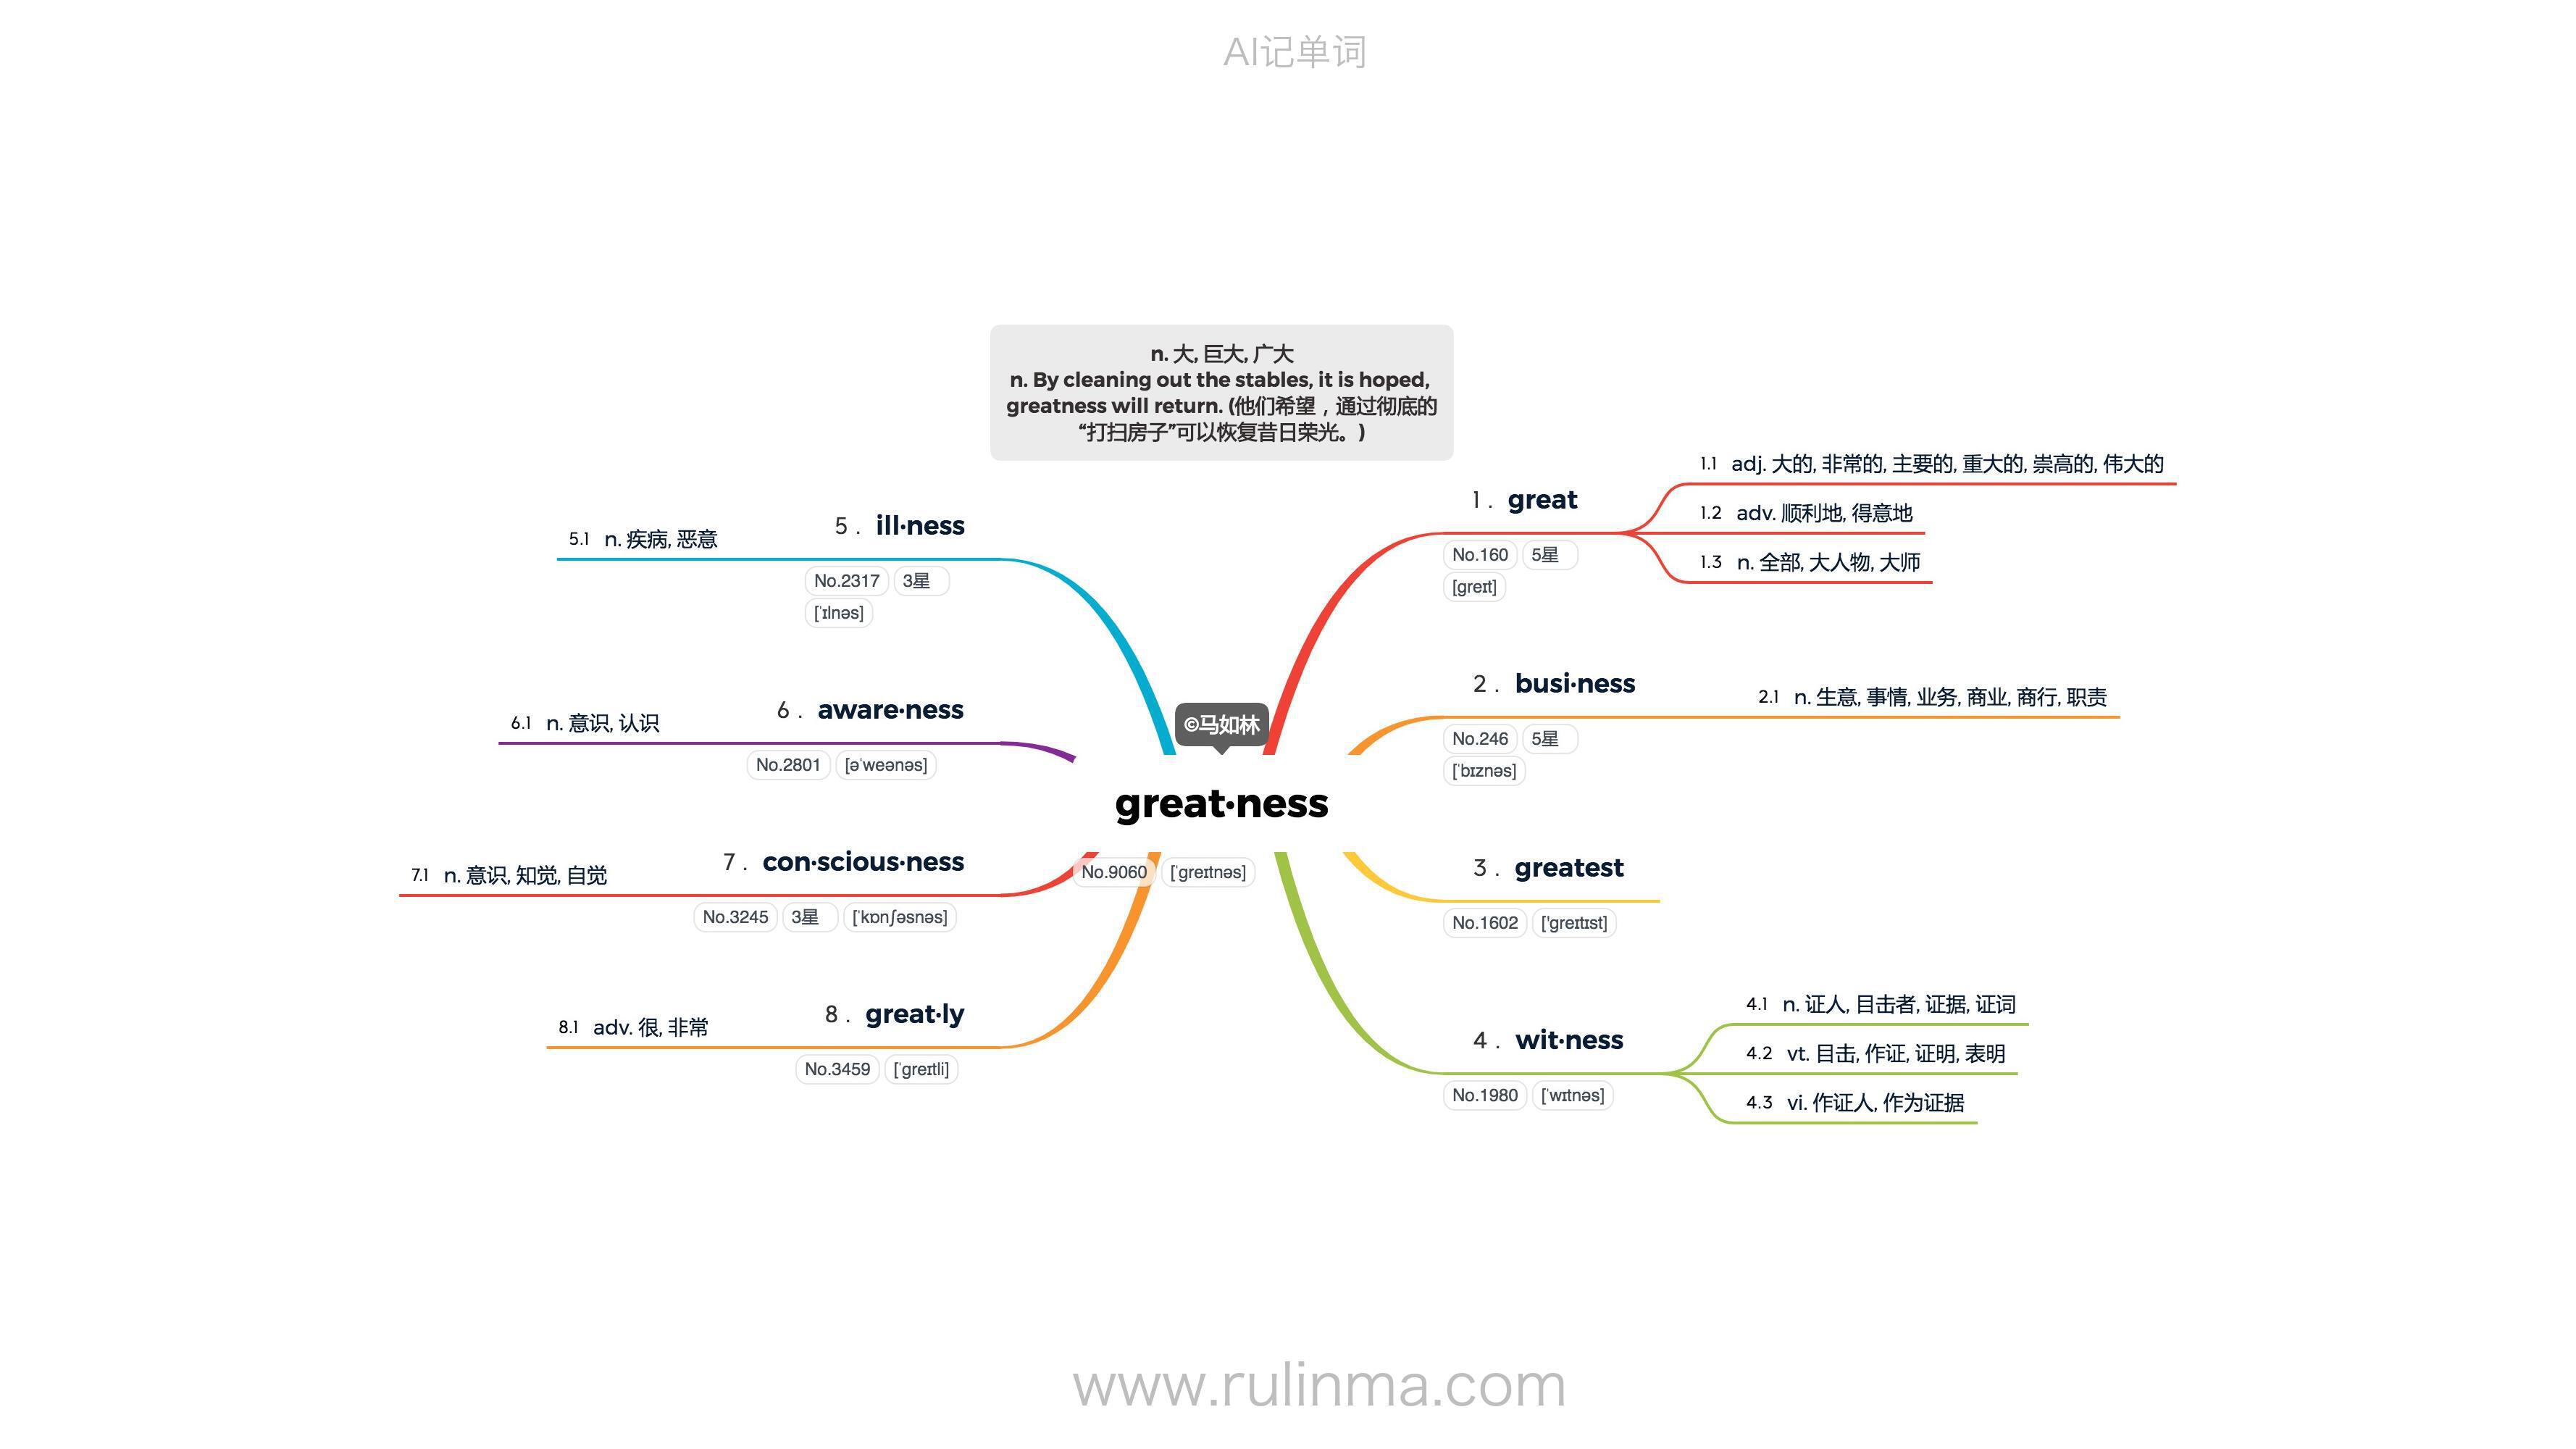 AI记单词
n. 大, 巨大, 广大
n. By cleaning out the stables, it is hoped,
greatness will return. (他们希望，通过彻底的
“打扫房子”可以恢复昔日荣光。)
©马如林
great·ness
No.9060 [ˈɡreɪtnəs]
1 . great
No.160 5星
[ɡreɪt]
1.1 adj. 大的, 非常的, 主要的, 重大的, 崇高的, 伟大的
1.2 adv. 顺利地, 得意地
1.3 n. 全部, 大人物, 大师
2 . busi·ness
No.246 5星
[ˈbɪznəs]
2.1 n. 生意, 事情, 业务, 商业, 商行, 职责
3 . greatest
No.1602 ['ɡreɪtɪst]
4 . wit·ness
No.1980 [ˈwɪtnəs]
4.1 n. 证人, 目击者, 证据, 证词
4.2 vt. 目击, 作证, 证明, 表明
4.3 vi. 作证人, 作为证据
5 . ill·ness
No.2317 3星
[ˈɪlnəs]
5.1 n. 疾病, 恶意
6 . aware·ness
No.2801 [əˈweənəs]
6.1 n. 意识, 认识
7 . con·scious·ness
No.3245 3星 [ˈkɒnʃəsnəs]
7.1 n. 意识, 知觉, 自觉
8 . great·ly
No.3459 [ˈɡreɪtli]
8.1 adv. 很, 非常
www.rulinma.com